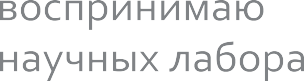 воспринимаю
научных лабора